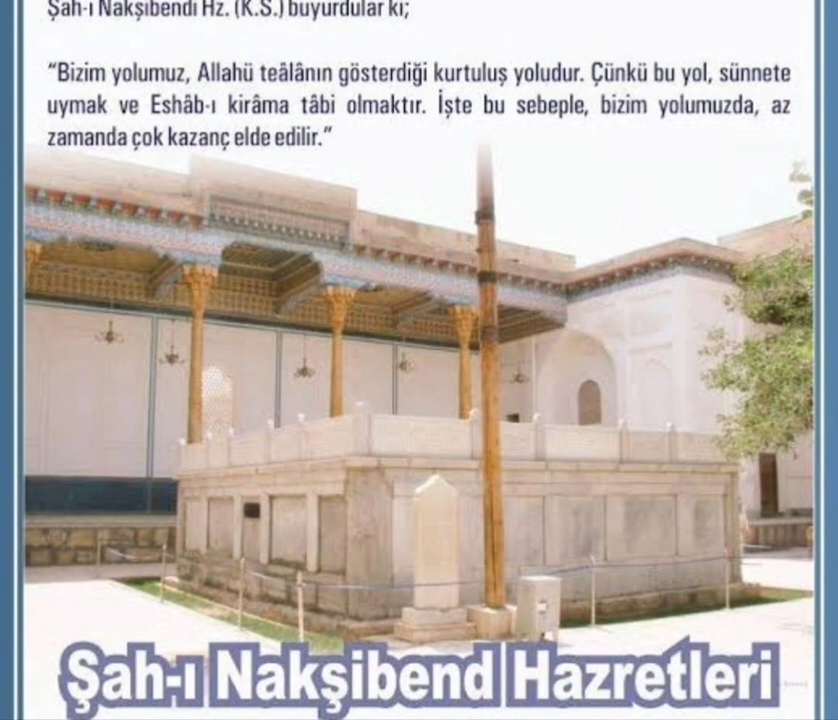 Şah-ı Nakşibendi Hz. (K.S.) buyurdular ki;
“Bizim yolumuz, Allahü teâlânın gösterdiği kurtuluş yoludur. Çünkü bu yol, sünnete
uymak ve Eshâb-ı kirâma tâbi olmaktır. İşte bu sebeple, bizim yolumuzda, az
zamanda çok kazanç elde edilir.”
Şah-ı Nakşibend Hazretleri